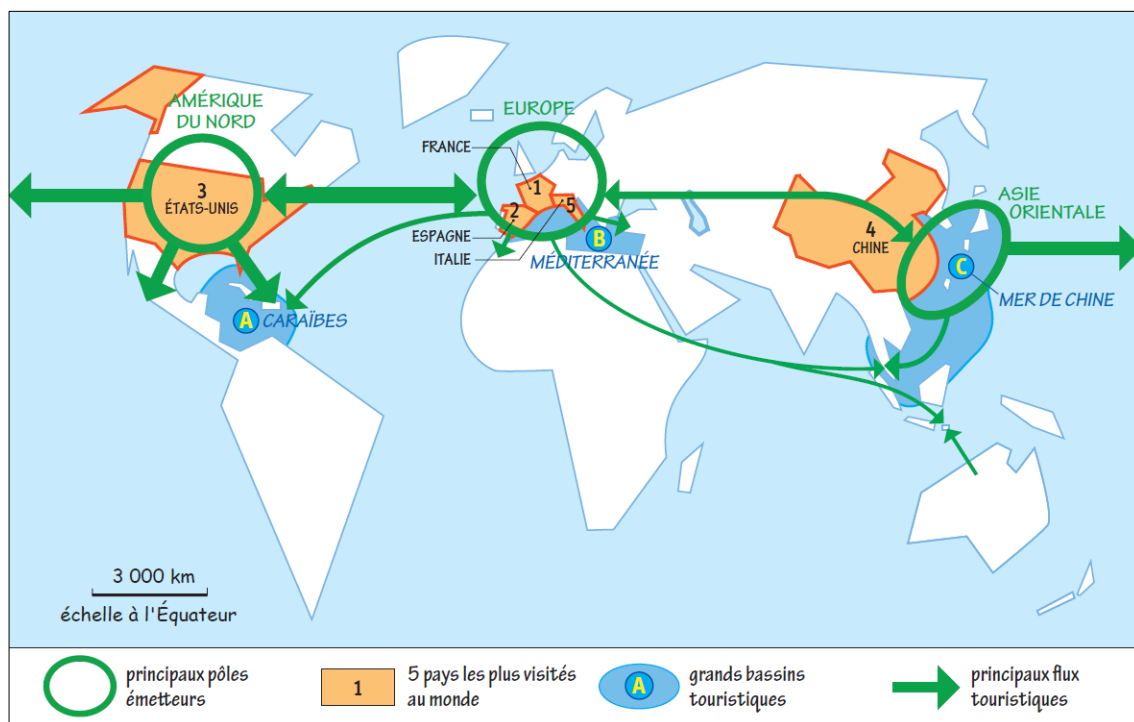 AMÉRIQUE
DU NORD
3
ÉTATS-UNIS
A
CARAÏBES
EUROPE
FRANCE
1
2
5
ESPAGNE
ITALIE
B
MÉDITERRANÉE
4
CHINE
ASIE
ORIENTALE
C
MER DE CHINE
3 000 km
échelle à l'Équateur
principaux pôles
émetteurs
1
5 pays les plus visités
au monde
A
grands bassins
touristiques
principaux flux
touristiques